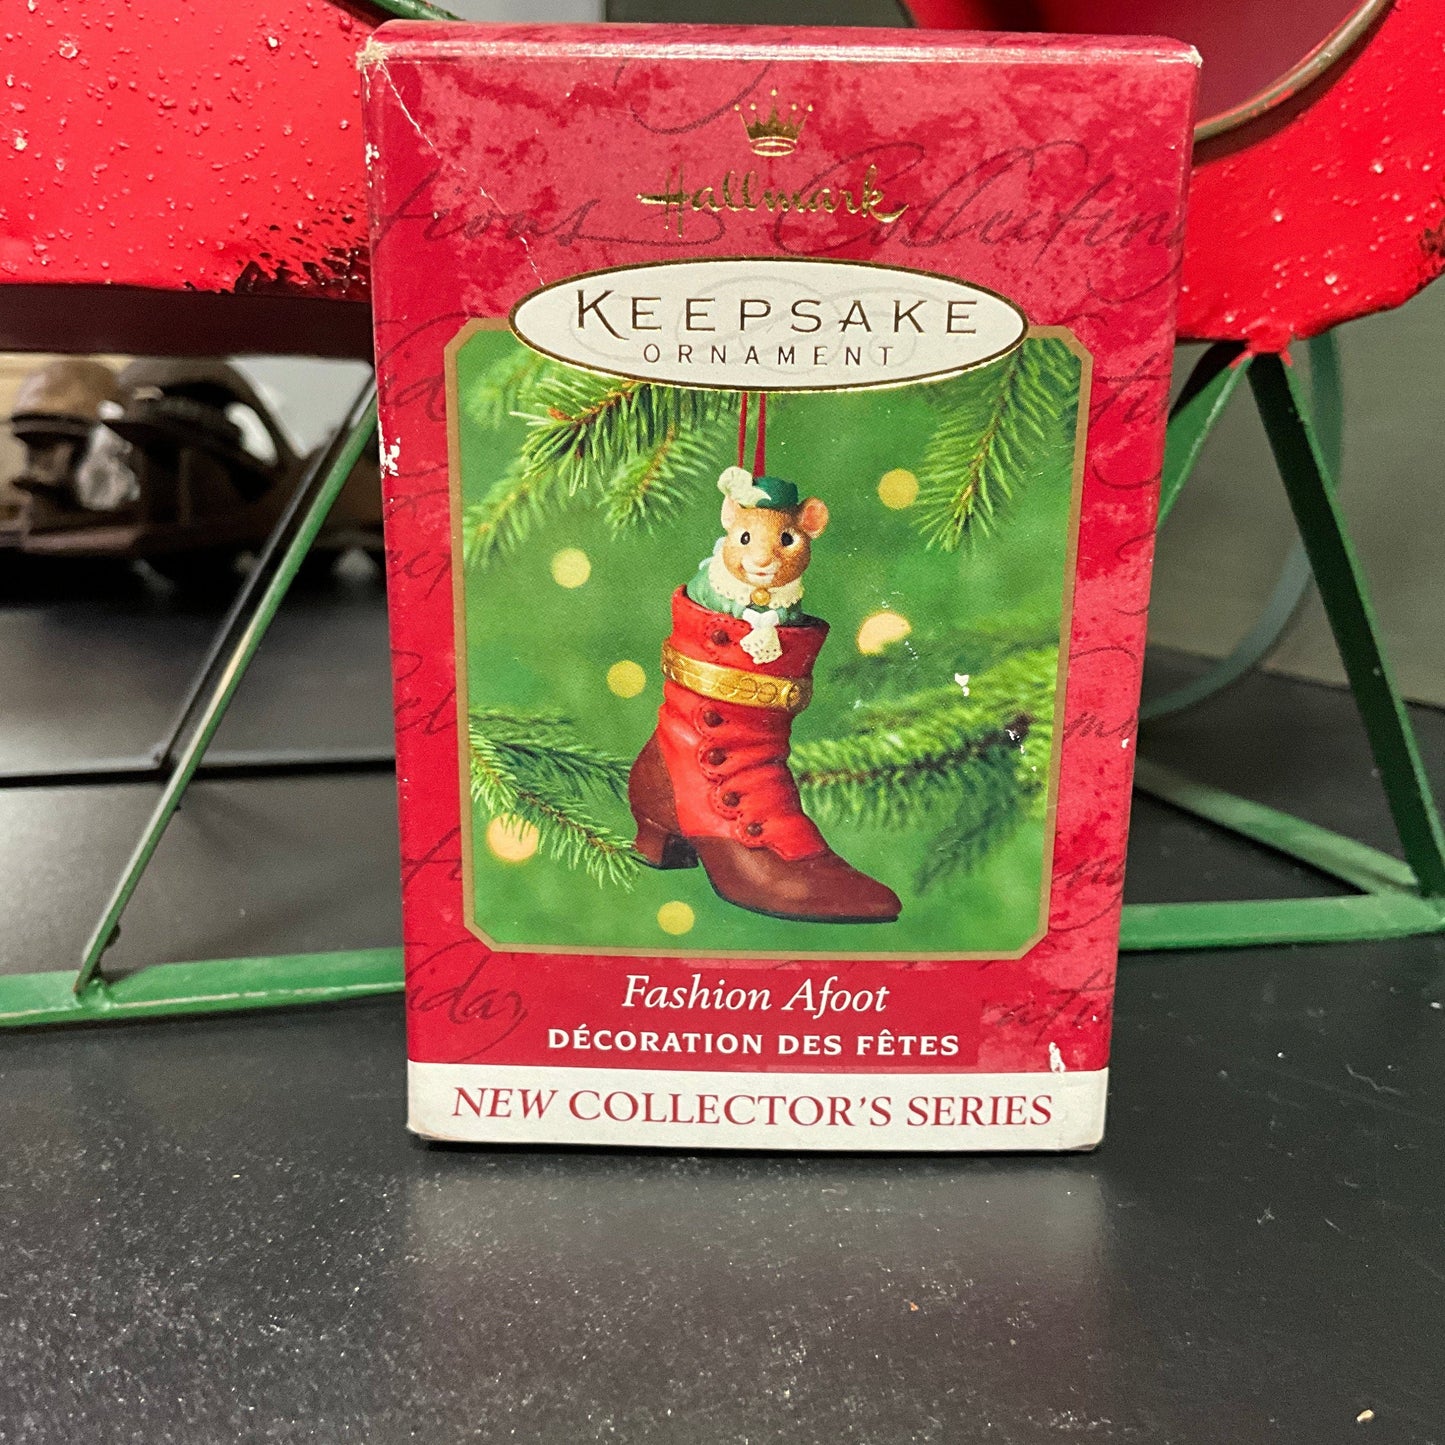 Hallmark
KEEPSAKE
ORNAMENT
Fashion Afoot
DÉCORATION DES FÊTES
NEW COLLECTOR'S SERIES